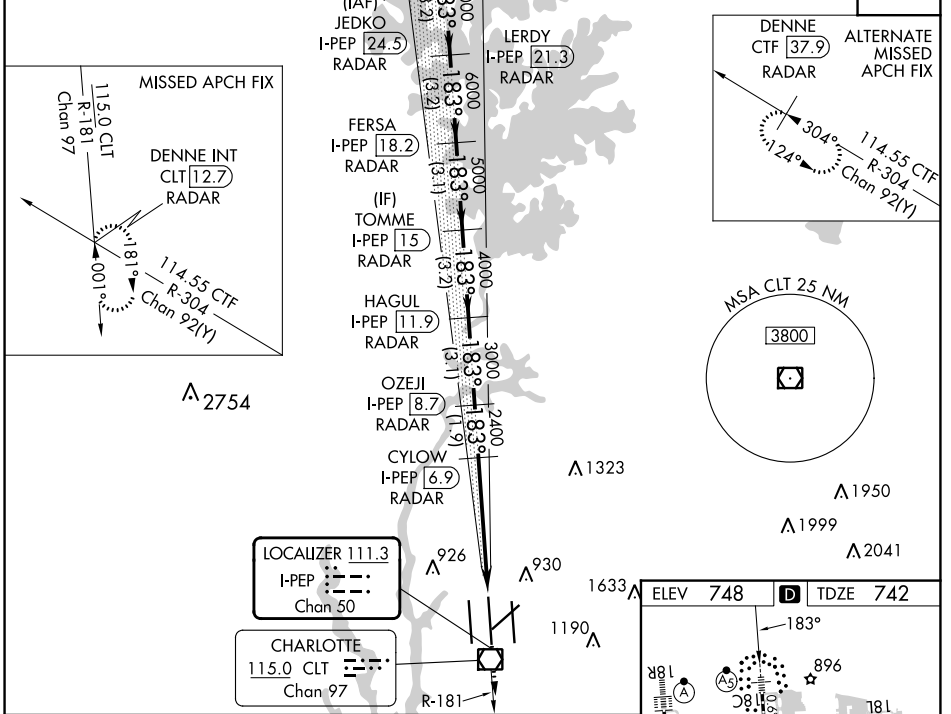 (IAF)
JEDKO
I-PEP 24.5
RADAR
183°
LERDY
I-PEP 21.3
RADAR
(3.2)
183°
6000
FERSA
I-PEP 18.2
RADAR
(3.1)
183°
5000
(IF)
TOMME
I-PEP 15
RADAR
(3.2)
183°
4000
HAGUL
I-PEP 11.9
RADAR
(3.1)
183°
3000
OZEJI
I-PEP 8.7
RADAR
(1.9)
183°
2400
CYLOW
I-PEP 6.9
RADAR
MISSED APCH FIX
115.0 CLT
R-181
Chan 97
DENNE INT
CLT 12.7
RADAR
181°
001°
114.55 CTF
R-304
Chan 92(Y)
DENNE
CTF 37.9
RADAR
ALTERNATE
MISSED
APCH FIX
304°
124°
114.55 CTF
R-304
Chan 92(Y)
MSA CLT 25 NM
3800
2754
1323
1950
1999
2041
926
930
1633
1190
LOCALIZER 111.3
I-PEP
Chan 50
CHARLOTTE
115.0 CLT
Chan 97
R-181
ELEV 748 D TDZE 742
183°
896
18R
A
A5
18C
18L